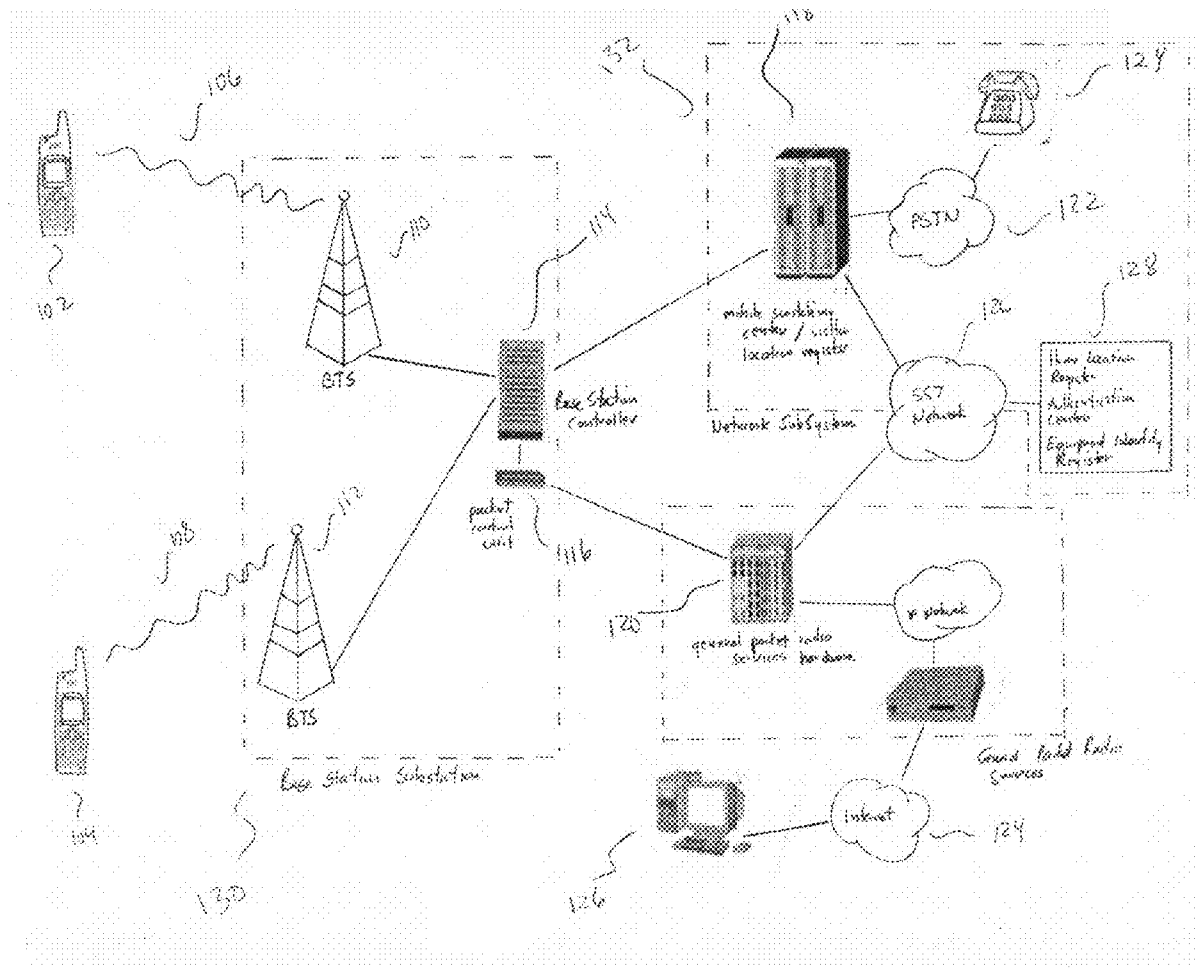 118
132
124
106
110
114
PSTN
122
128
126
102
mobile switching
center / visitor
location register
BTS
Base Station
Controller
SS7
Network
Home Location
Register
Authentication
Center
Equipment Identity
Register
Network SubSystem
112
packet
control
unit
116
108
120
general packet radio
services hardware
IP network
BTS
General Packet Radio
Services
Base Station Substation
104
Internet
124
130
126